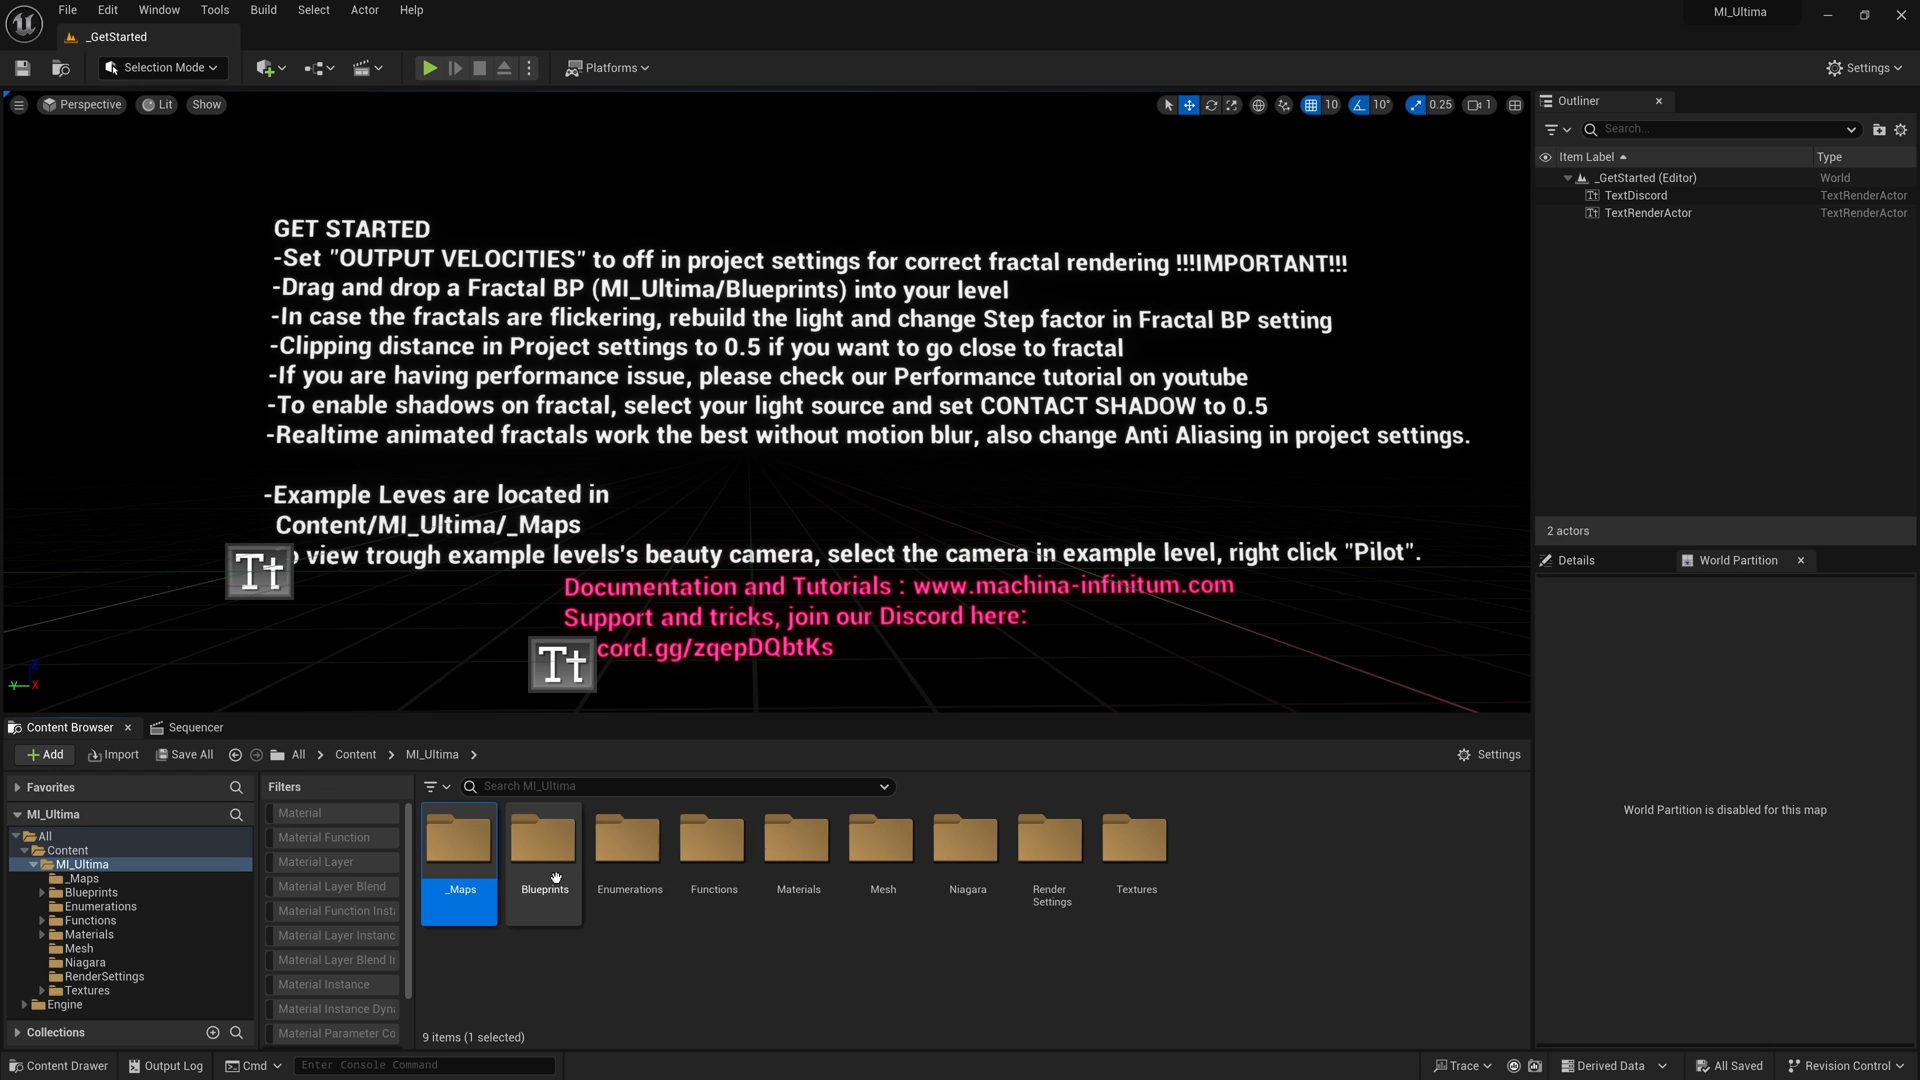 File Edit Window Tools Build Select Actor Help
MI_Ultima
_GetStarted
Selection Mode
Platforms
Settings
Perspective Lit Show
10 10° 0.25 1
GET STARTED
-Set "OUTPUT VELOCITIES" to off in project settings for correct fractal rendering !!!IMPORTANT!!!
-Drag and drop a Fractal BP (MI_Ultima/Blueprints) into your level
-In case the fractals are flickering, rebuild the light and change Step factor in Fractal BP setting
-Clipping distance in Project settings to 0.5 if you want to go close to fractal
-If you are having performance issue, please check our Performance tutorial on youtube
-To enable shadows on fractal, select your light source and set CONTACT SHADOW to 0.5
-Realtime animated fractals work the best without motion blur, also change Anti Aliasing in project settings.
-Example Leves are located in
Content/MI_Ultima/_Maps
view trough example levels's beauty camera, select the camera in example level, right click "Pilot".
Tt
Documentation and Tutorials : www.machina-infinitum.com
Support and tricks, join our Discord here:
cord.gg/zqepDQbtKs
Tt
Z
Y X
Outliner
Search...
Item Label Type
_GetStarted (Editor) World
TextDiscord TextRenderActor
TextRenderActor TextRenderActor
2 actors
Details World Partition
World Partition is disabled for this map
Content Browser Sequencer
Add Import Save All All > Content > MI_Ultima >
Settings
Favorites
MI_Ultima
All
Content
MI_Ultima
_Maps
Blueprints
Enumerations
Functions
Materials
Mesh
Niagara
RenderSettings
Textures
Engine
Collections
Filters
Material
Material Function
Material Layer
Material Layer Blend
Material Function Insta
Material Layer Instanc
Material Layer Blend I
Material Instance
Material Instance Dyn
Material Parameter Co
Search MI_Ultima
_Maps
Blueprints
Enumerations
Functions
Materials
Mesh
Niagara
Render
Settings
Textures
9 items (1 selected)
Content Drawer Output Log Cmd Enter Console Command
Trace Derived Data All Saved Revision Control